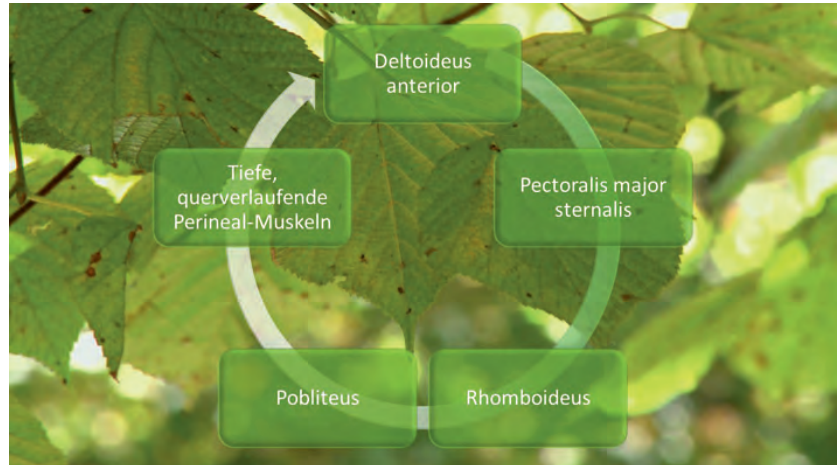 Deltoideus
anterior
Pectoralis major
sternalis
Rhomboideus
Pobliteus
Tiefe,
querverlaufende
Perineal-Muskeln